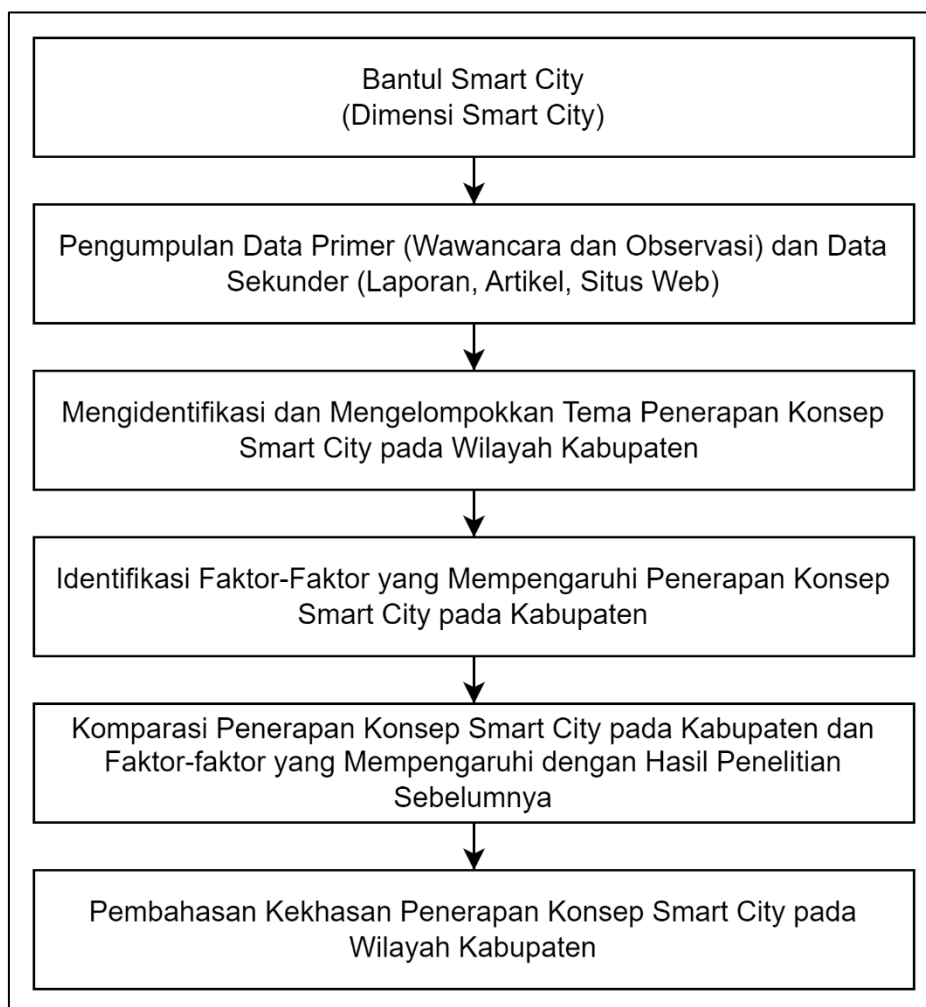 Bantul Smart City
(Dimensi Smart City)
Pengumpulan Data Primer (Wawancara dan Observasi) dan Data
Sekunder (Laporan, Artikel, Situs Web)
Mengidentifikasi dan Mengelompokkan Tema Penerapan Konsep
Smart City pada Wilayah Kabupaten
Identifikasi Faktor-Faktor yang Mempengaruhi Penerapan Konsep
Smart City pada Kabupaten
Komparasi Penerapan Konsep Smart City pada Kabupaten dan
Faktor-faktor yang Mempengaruhi dengan Hasil Penelitian
Sebelumnya
Pembahasan Kekhasan Penerapan Konsep Smart City pada
Wilayah Kabupaten